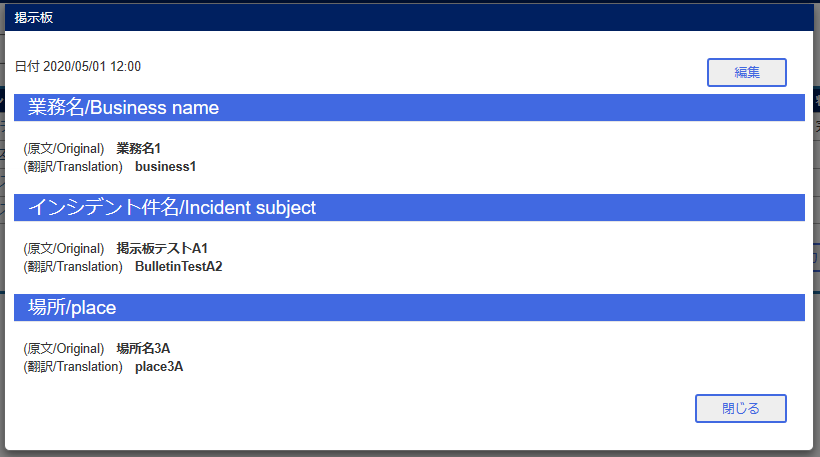 掲示板
日付 2020/05/01 12:00
編集
業務名/Business name
(原文/Original) 業務名1
(翻訳/Translation) business1
インシデント件名/Incident subject
(原文/Original) 掲示板テストA1
(翻訳/Translation) BulletinTestA2
場所/place
(原文/Original) 場所名3A
(翻訳/Translation) place3A
閉じる